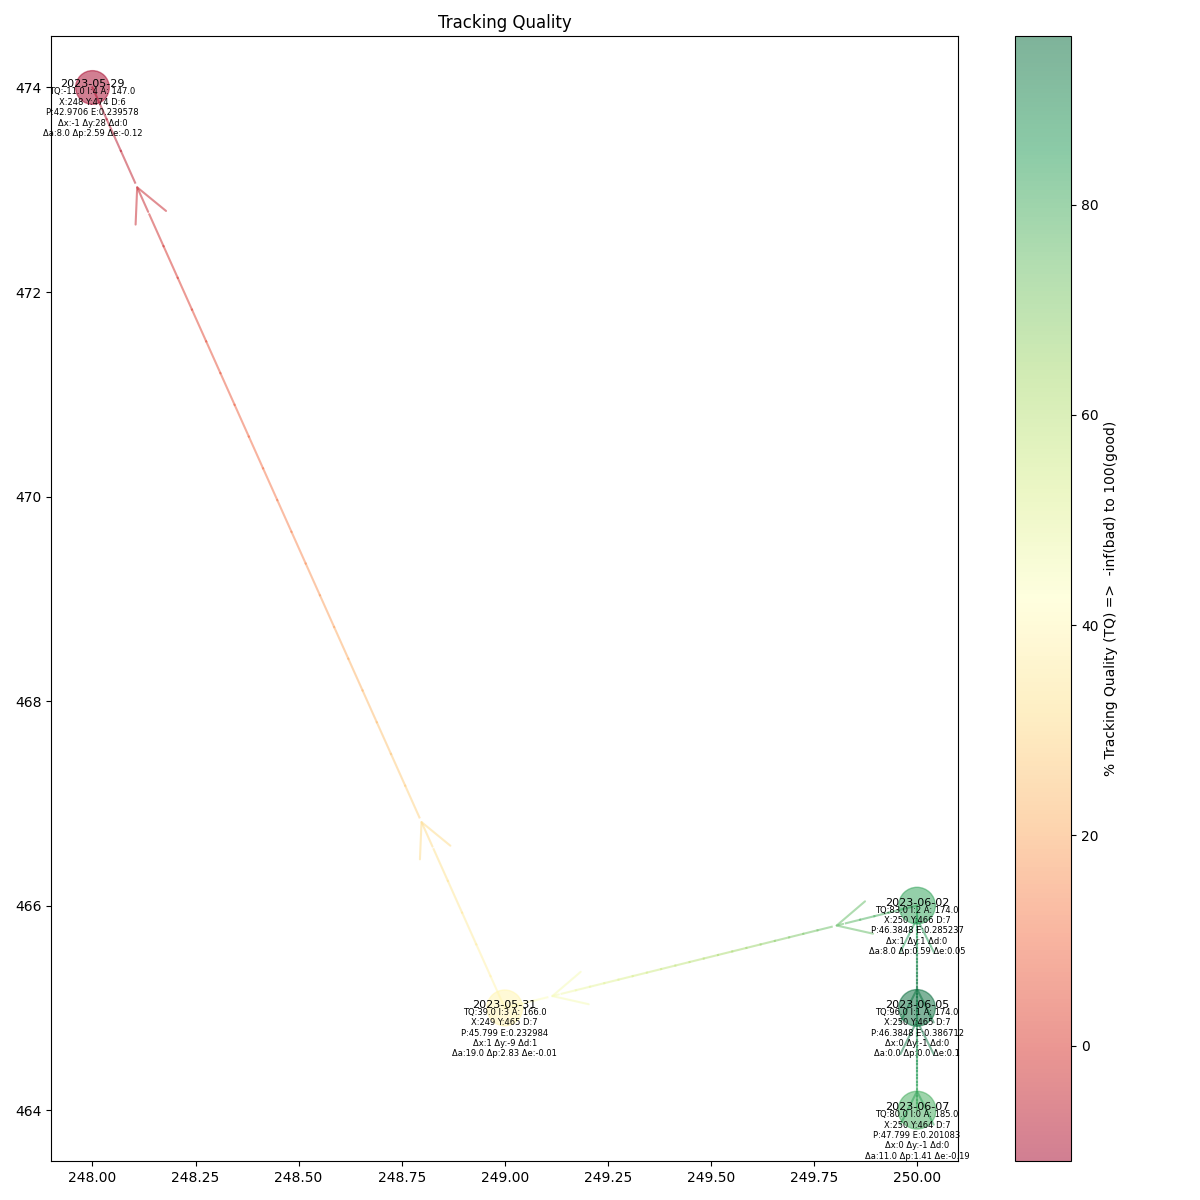 Tracking Quality
474
472
470
468
466
464
248.00
248.25
248.50
248.75
249.00
249.25
249.50
249.75
250.00
2023-05-29
TQ:-11.0 I:4 A: 147.0
X:248 Y:474 D:6
P:42.9706 E:0.239578
Δx:-1 Δy:28 Δd:0
Δa:8.0 Δp:2.59 Δe:-0.12
2023-05-31
TQ:39.0 I:3 A: 166.0
X:249 Y:465 D:7
P:45.799 E:0.232984
Δx:1 Δy:-9 Δd:1
Δa:19.0 Δp:2.83 Δe:-0.01
2023-06-02
TQ:83.0 I:2 A: 174.0
X:250 Y:466 D:7
P:46.3848 E:0.285237
Δx:1 Δy:1 Δd:0
Δa:8.0 Δp:0.59 Δe:0.05
2023-06-05
TQ:96.0 I:1 A: 174.0
X:250 Y:465 D:7
P:46.3848 E:0.386712
Δx:0 Δy:-1 Δd:0
Δa:0.0 Δp:0.0 Δe:0.1
2023-06-07
TQ:80.0 I:0 A: 185.0
X:250 Y:464 D:7
P:47.799 E:0.201083
Δx:0 Δy:-1 Δd:0
Δa:11.0 Δp:1.41 Δe:-0.19
80
60
40
20
0
% Tracking Quality (TQ) => -inf(bad) to 100(good)